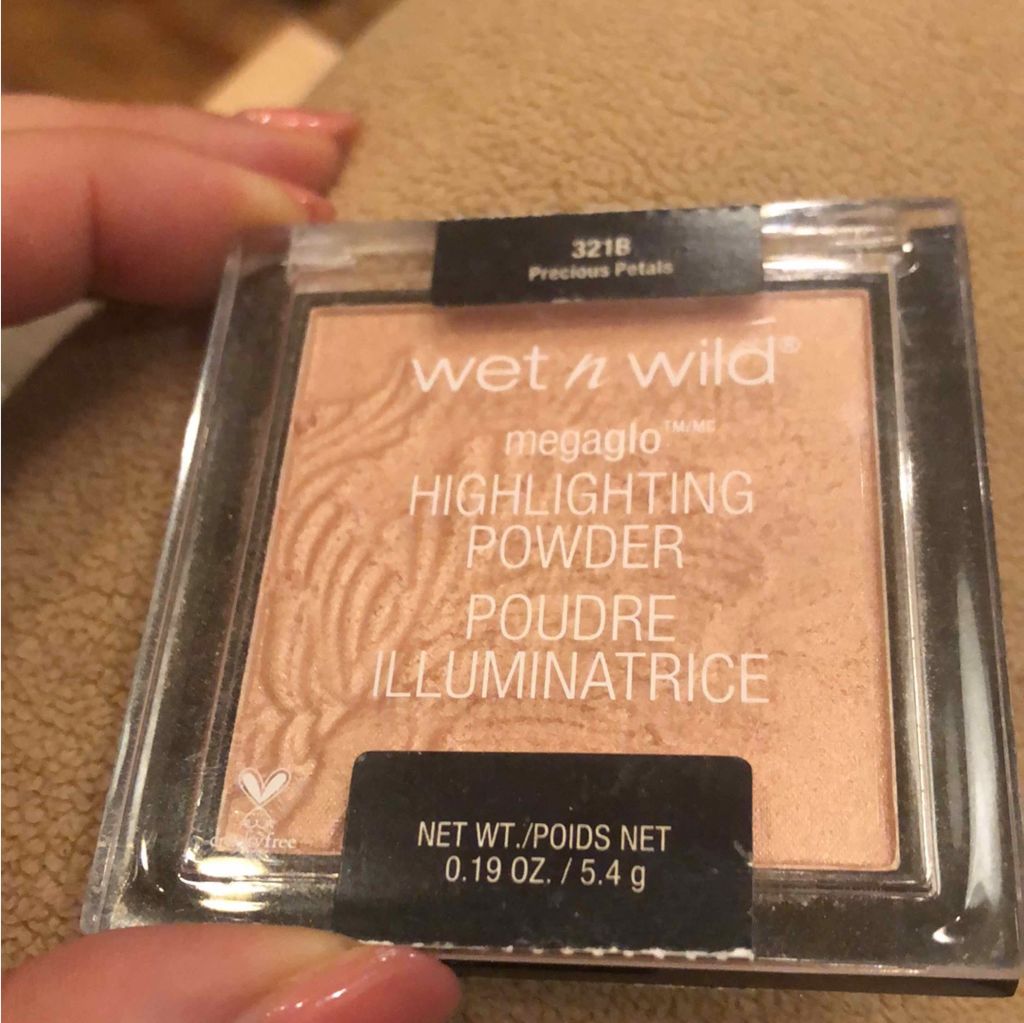 321B
Precious Petals
wet n wild®
megaglo™/MC
HIGHLIGHTING
POWDER
POUDRE
ILLUMINATRICE
crueltyfree
NET WT./POIDS NET
0.19 OZ. / 5.4 g